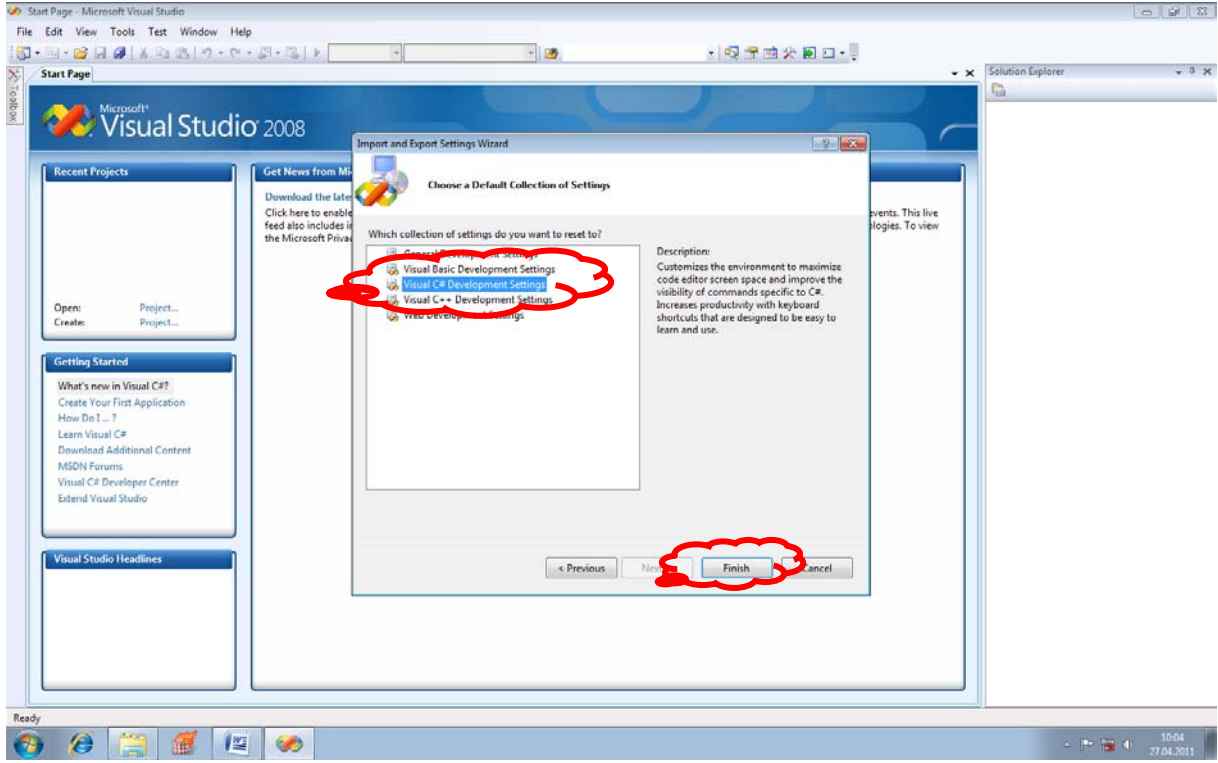 Start Page - Microsoft Visual Studio
File Edit View Tools Test Window Help
Toolbox
Start Page
Solution Explorer
Microsoft®
Visual Studio® 2008
Recent Projects
Open: Project...
Create: Project...
Getting Started
What's new in Visual C#?
Create Your First Application
How Do I ... ?
Learn Visual C#
Download Additional Content
MSDN Forums
Visual C# Developer Center
Extend Visual Studio
Visual Studio Headlines
Get News from
Download the
Click here to enable
feed also includes
the Microsoft
events. This live
To view
Import and Export Settings Wizard
Choose a Default Collection of Settings
Which collection of settings do you want to reset to?
General Development Settings
Visual Basic Development Settings
Visual C# Development Settings
Visual C++ Development Settings
Web Development Settings
Description:
Customizes the environment to maximize
code editor screen space and improve the
visibility of commands specific to C#.
Increases productivity with keyboard
shortcuts that are designed to be easy to
learn and use.
< Previous
Finish
Cancel
Ready
10:04
27.04.2011